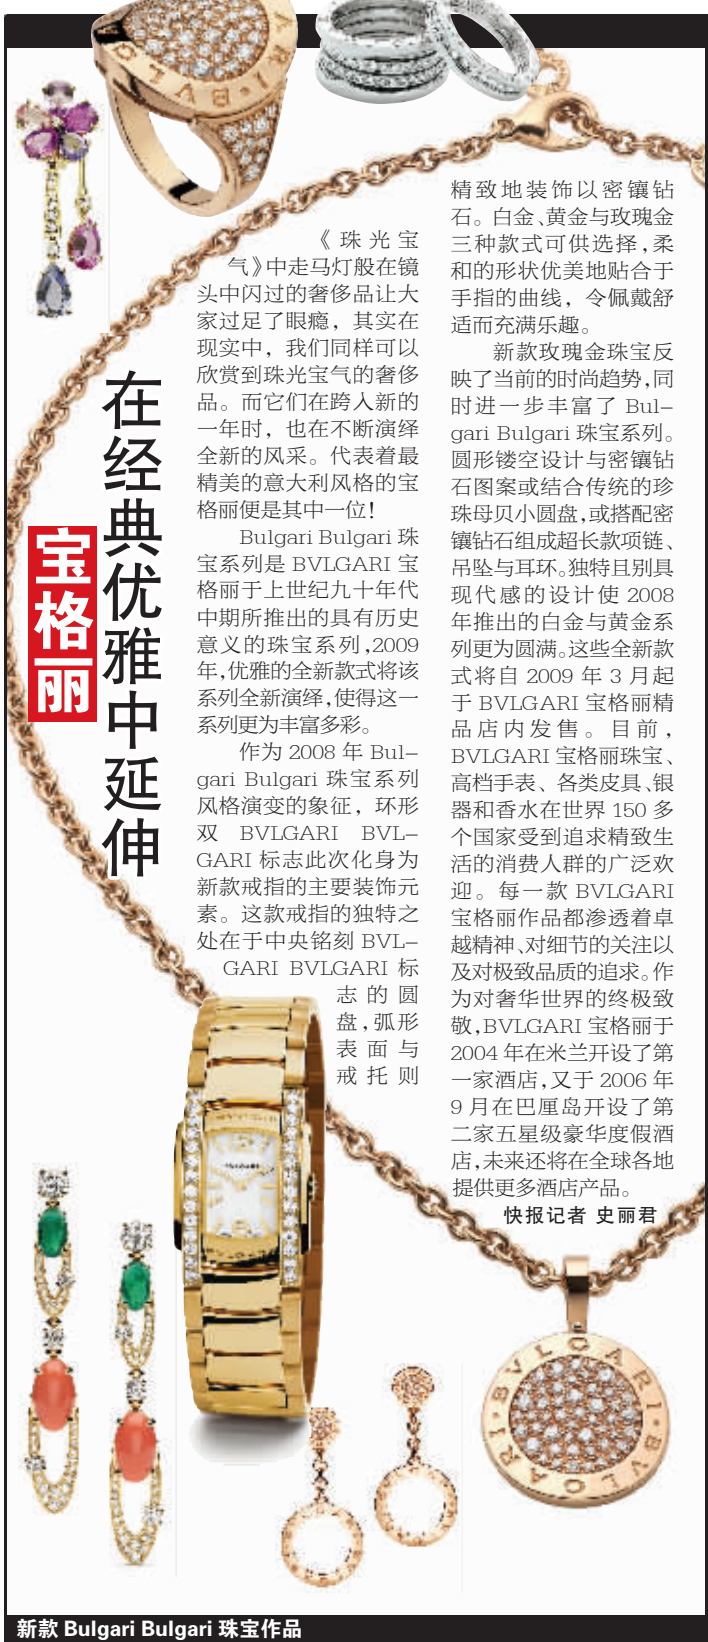 宝格丽
在经典优雅中延伸
《珠光宝
气》中走马灯般在镜
头中闪过的奢侈品让大
家过足了眼瘾，其实在
现实中，我们同样可以
欣赏到珠光宝气的奢侈
品。而它们在跨入新的
一年时，也在不断演绎
全新的风采。代表着最
精美的意大利风格的宝
格丽便是其中一位！
Bulgari Bulgari 珠
宝系列是 BVLGARI 宝
格丽于上世纪九十年代
中期所推出的具有历史
意义的珠宝系列,2009
年,优雅的全新款式将该
系列全新演绎,使得这一
系列更为丰富多彩。
作为 2008 年 Bul-
gari Bulgari 珠宝系列
风格演变的象征，环形
双 BVLGARI BVL-
GARI 标志此次化身为
新款戒指的主要装饰元
素。这款戒指的独特之
处在于中央铭刻 BVL-
GARI BVLGARI 标
志的圆
盘,弧形
表面与
戒托则
精致地装饰以密镶钻
石。白金、黄金与玫瑰金
三种款式可供选择,柔
和的形状优美地贴合于
手指的曲线，令佩戴舒
适而充满乐趣。
新款玫瑰金珠宝反
映了当前的时尚趋势,同
时进一步丰富了 Bul-
gari Bulgari 珠宝系列。
圆形镂空设计与密镶钻
石图案或结合传统的珍
珠母贝小圆盘,或搭配密
镶钻石组成超长款项链、
吊坠与耳环。独特且别具
现代感的设计使 2008
年推出的白金与黄金系
列更为圆满。这些全新款
式将自 2009 年 3 月起
于 BVLGARI 宝格丽精
品店内发售。目前，
BVLGARI 宝格丽珠宝、
高档手表、各类皮具、银
器和香水在世界 150 多
个国家受到追求精致生
活的消费人群的广泛欢
迎。每一款 BVLGARI
宝格丽作品都渗透着卓
越精神、对细节的关注以
及对极致品质的追求。作
为对奢华世界的终极致
敬,BVLGARI 宝格丽于
2004 年在米兰开设了第
一家酒店,又于 2006 年
9 月在巴厘岛开设了第
二家五星级豪华度假酒
店,未来还将在全球各地
提供更多酒店产品。
快报记者 史丽君
BVLGARI · BVLGARI ·
新款 Bulgari Bulgari 珠宝作品